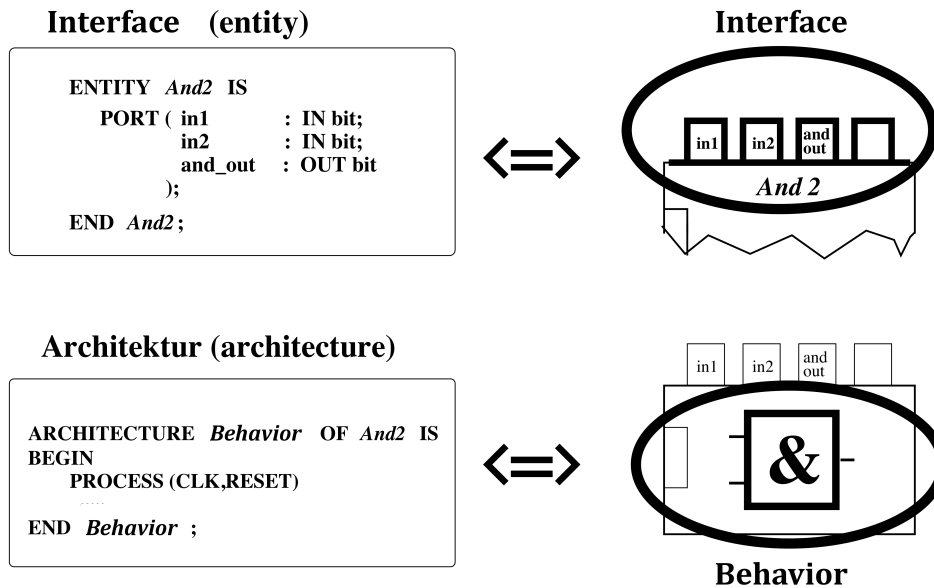 Interface (entity)
ENTITY And2 IS
PORT ( in1 : IN bit;
in2 : IN bit;
and_out : OUT bit
);
END And2 ;
Interface
in1 in2 and
out
And 2
Architektur (architecture)
ARCHITECTURE Behavior OF And2 IS
BEGIN
PROCESS (CLK,RESET)
.....
END Behavior ;
in1 in2 and
out
&
Behavior